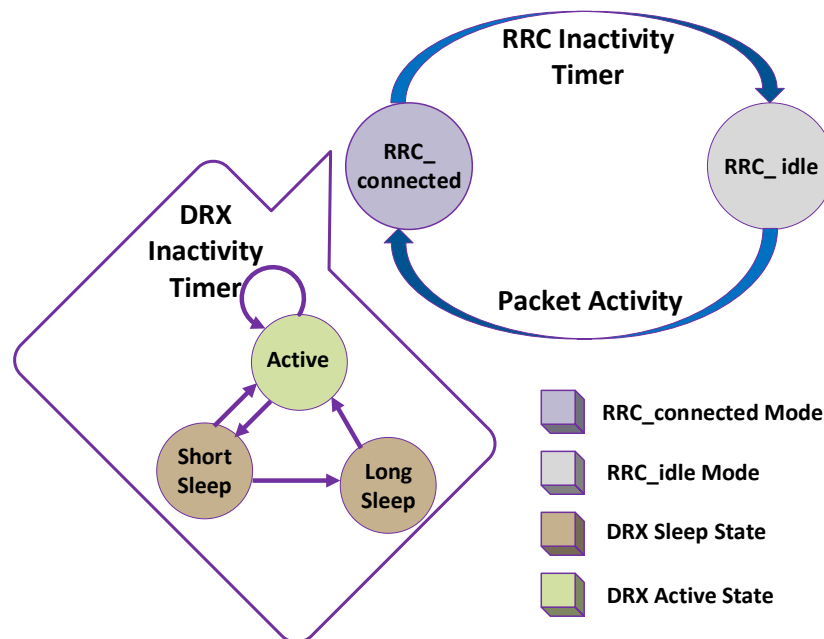 RRC Inactivity
Timer
RRC_
connected
RRC_ idle
DRX
Inactivity
Timer
Packet Activity
Active
Short
Sleep
Long
Sleep
RRC_connected Mode
RRC_idle Mode
DRX Sleep State
DRX Active State